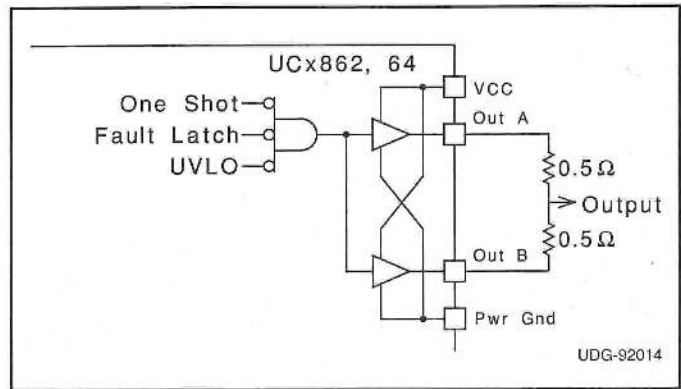 UCx862, 64
VCC
One Shot
Out A
Fault Latch
0.5Ω
UVLO
Output
0.5Ω
Out B
Pwr Gnd
UDG-92014